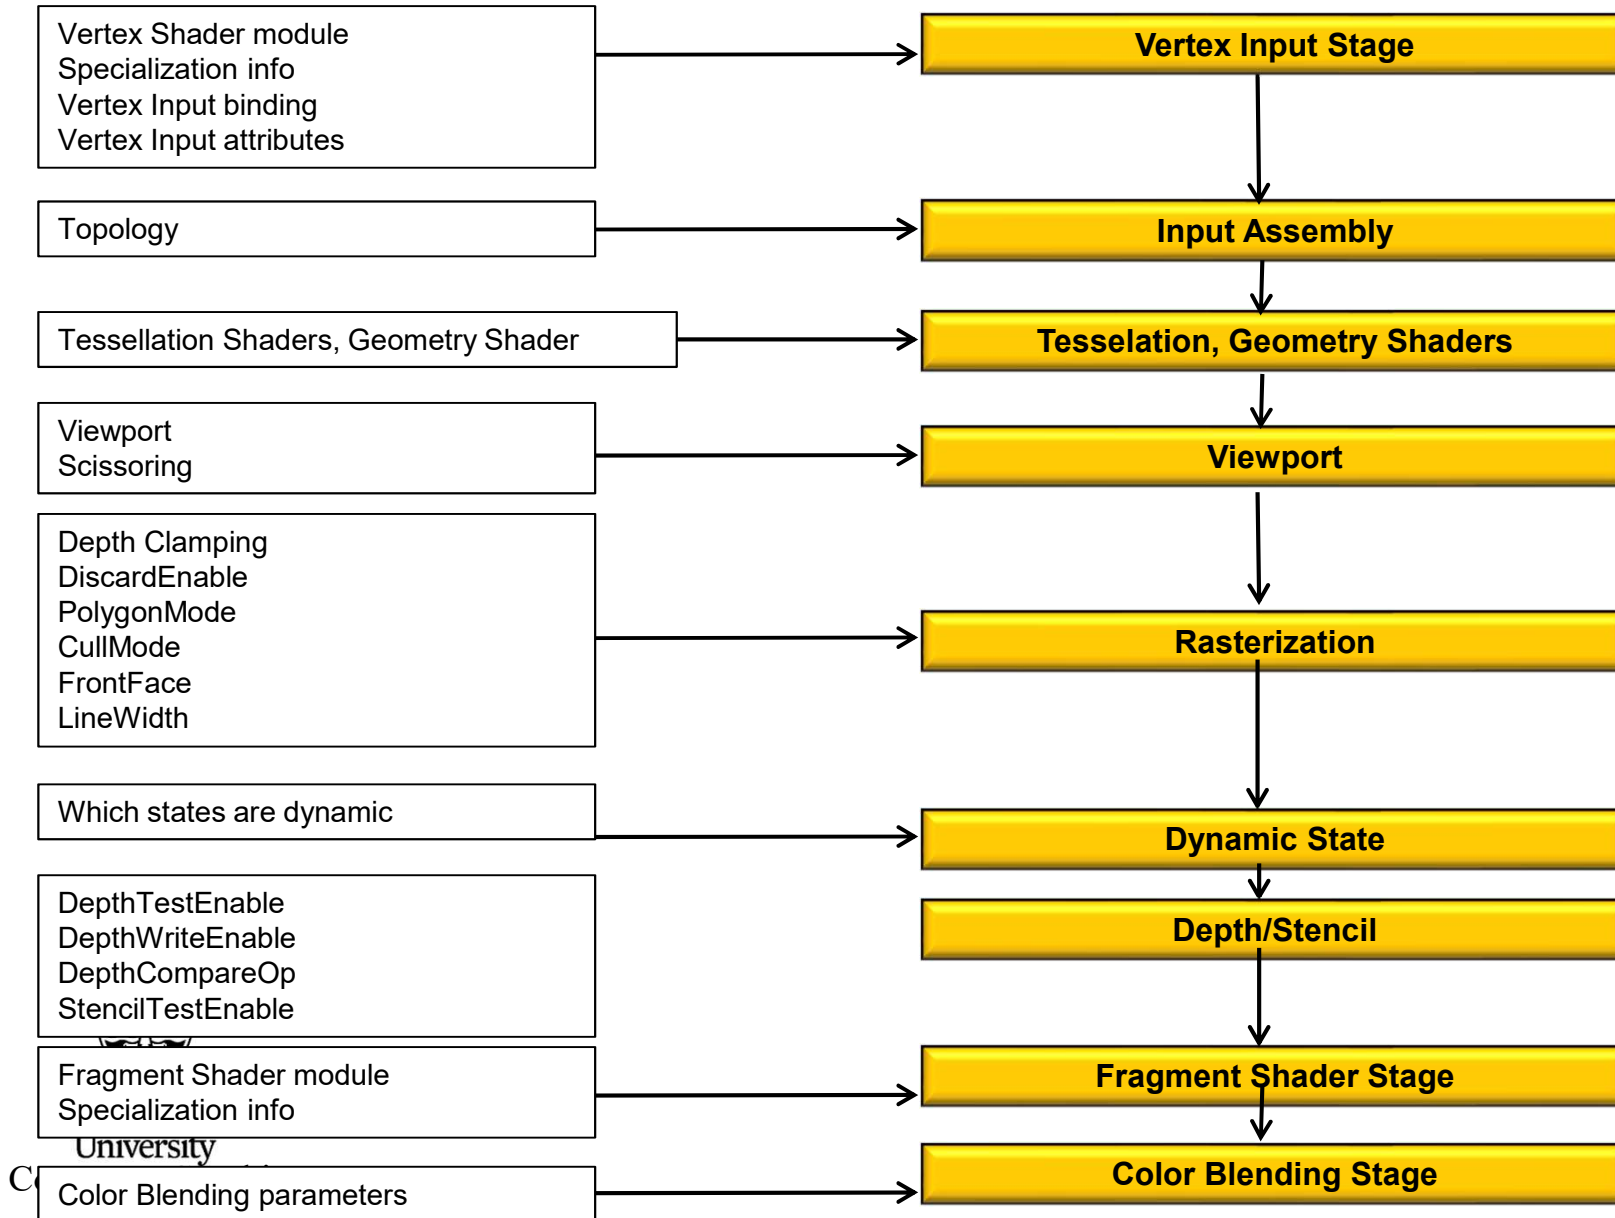 Vertex Shader module
Specialization info
Vertex Input binding
Vertex Input attributes
Vertex Input Stage
Topology
Input Assembly
Tessellation Shaders, Geometry Shader
Tesselation, Geometry Shaders
Viewport
Scissoring
Viewport
Depth Clamping
DiscardEnable
PolygonMode
CullMode
FrontFace
LineWidth
Rasterization
Which states are dynamic
Dynamic State
DepthTestEnable
DepthWriteEnable
DepthCompareOp
StencilTestEnable
Depth/Stencil
Fragment Shader module
Specialization info
Fragment Shader Stage
University
Color Blending parameters
Color Blending Stage